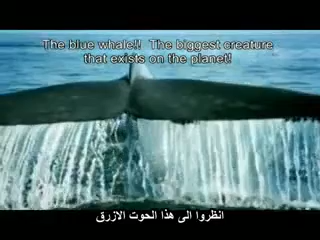 The blue whale!! The biggest creature
that exists on the planet!
انظروا الى هذا الحوت الازرق